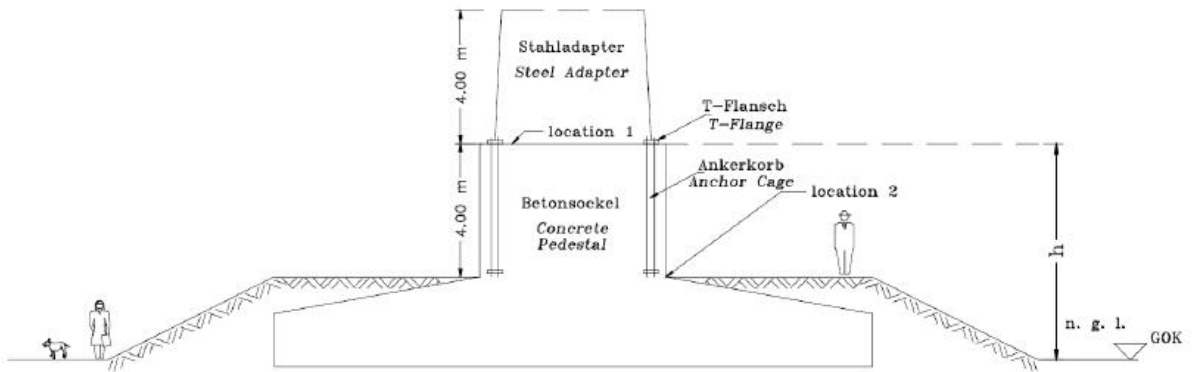 4.00 m
Stahladapter
Steel Adapter
T-Flansch
T-Flange
location 1
4.00 m
Ankerkorb
Anchor Cage
location 2
Betonsockel
Concrete
Pedestal
h
n. g. l.
GOK